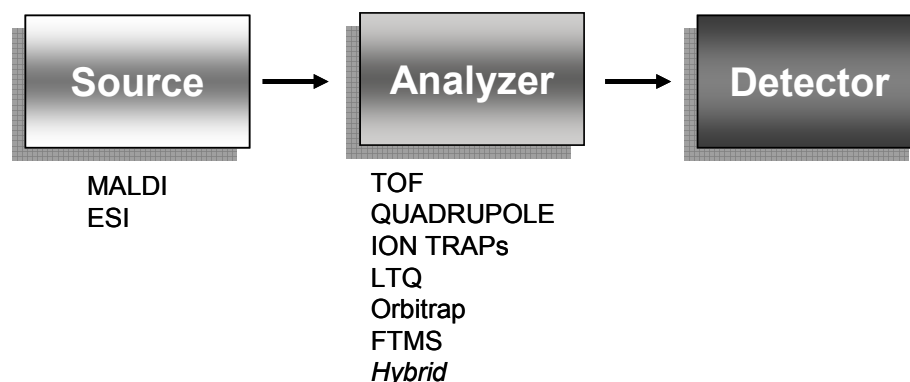 Source
Analyzer
Detector
MALDI
ESI
TOF
QUADRUPOLE
ION TRAPs
LTQ
Orbitrap
FTMS
Hybrid